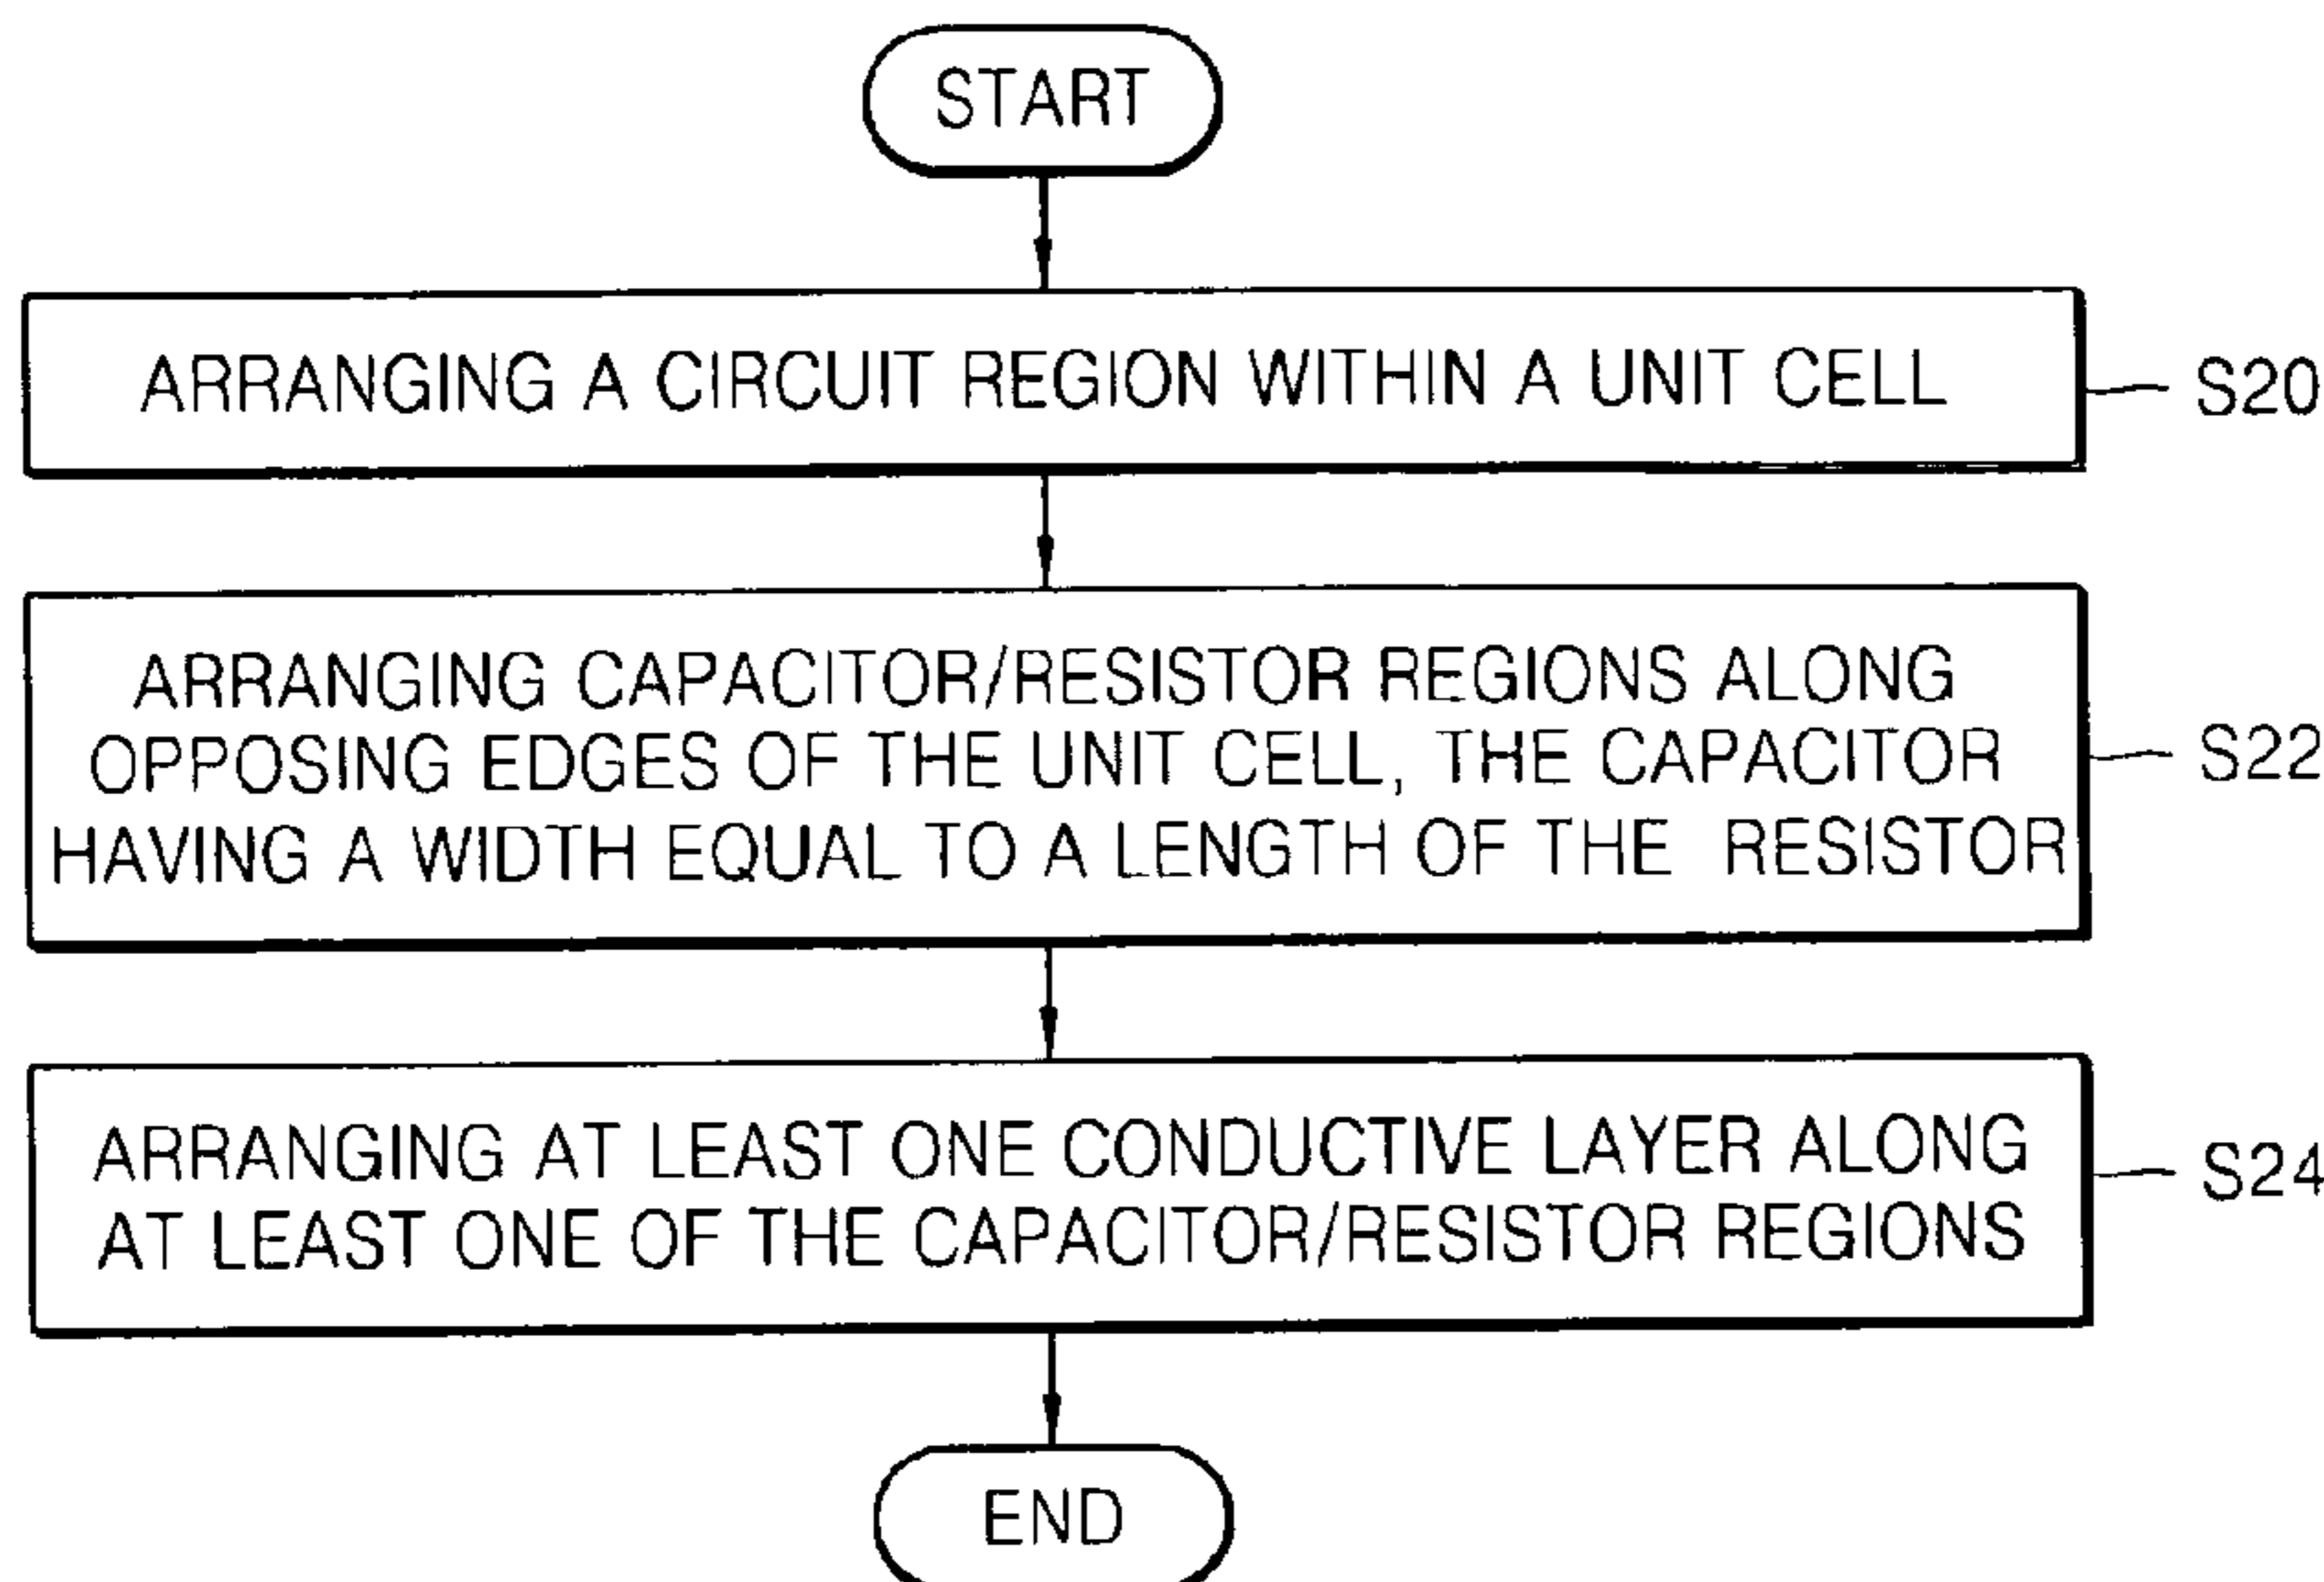 START
ARRANGING A CIRCUIT REGION WITHIN A UNIT CELL
S20
ARRANGING CAPACITOR/RESISTOR REGIONS ALONG
OPPOSING EDGES OF THE UNIT CELL, THE CAPACITOR
HAVING A WIDTH EQUAL TO A LENGTH OF THE RESISTOR
S22
ARRANGING AT LEAST ONE CONDUCTIVE LAYER ALONG
AT LEAST ONE OF THE CAPACITOR/RESISTOR REGIONS
S24
END